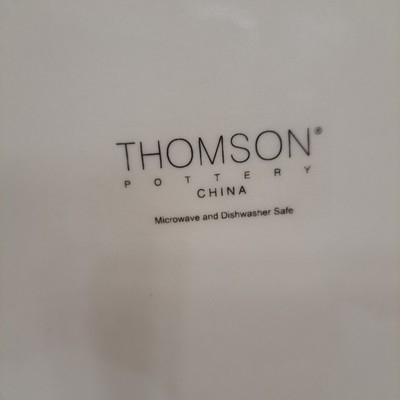 THOMSON®
POTTERY
CHINA
Microwave and Dishwasher Safe